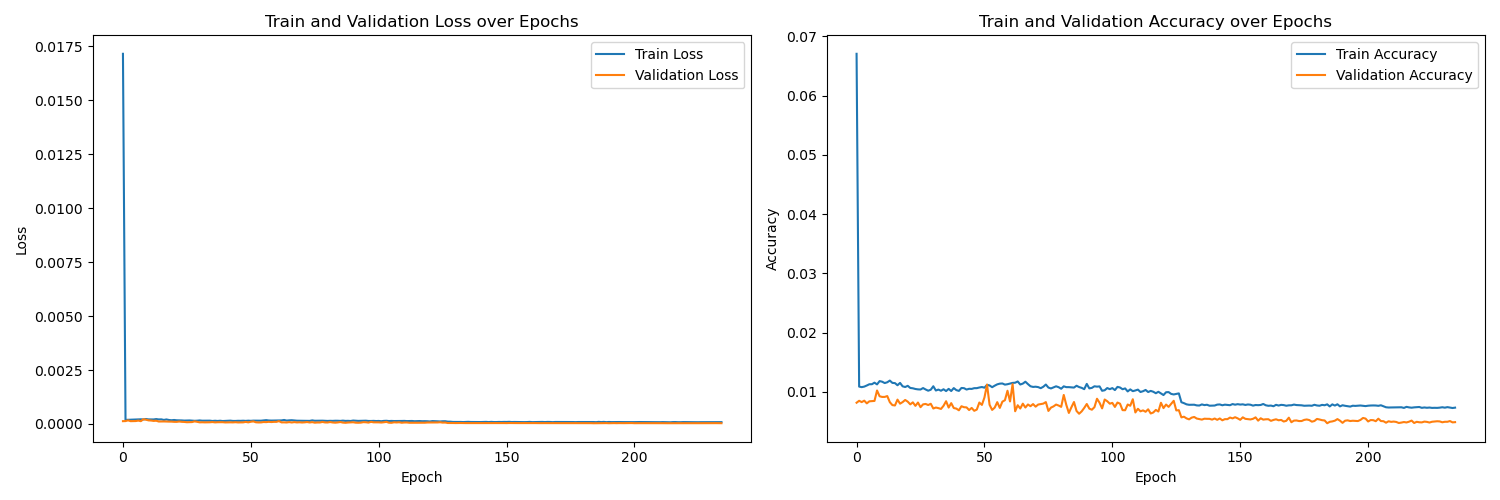 Train and Validation Loss over Epochs
0.0175
0.0150
0.0125
0.0100
0.0075
0.0050
0.0025
0.0000
Loss
Train Loss
Validation Loss
0
50
100
150
200
Epoch
Train and Validation Accuracy over Epochs
0.07
0.06
0.05
0.04
0.03
0.02
0.01
Accuracy
Train Accuracy
Validation Accuracy
0
50
100
150
200
Epoch